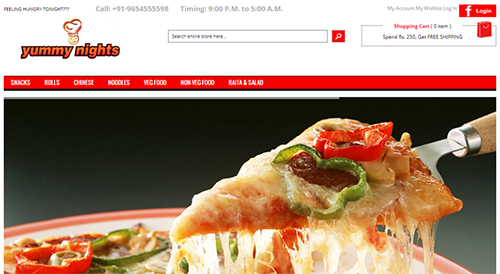 FEELING HUNGRY TONIGHT???
Call: +91-9654555598 Timing: 9:00 P.M. to 5:00 A.M.
My Account My Wishlist Log In
Login
yummy nights
Search entire store here...
Shopping Cart ( 0 item )
Spend Rs. 250, Get FREE SHIPPING
SNACKS ROLLS CHINESE NOODLES VEG FOOD NON VEG FOOD RAITA & SALAD